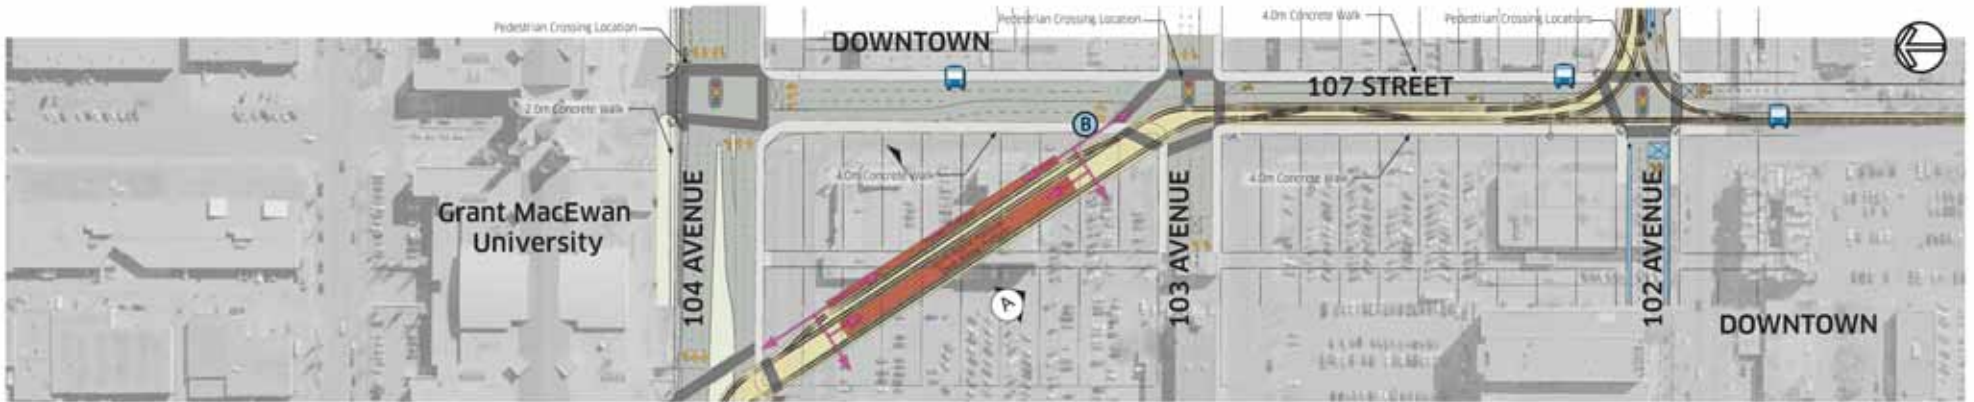 Pedestrian Crossing Location
DOWNTOWN
Pedestrian Crossing Location
4.0m Concrete Walk
Pedestrian Crossing Locations
107 STREET
2.0m Concrete Walk
B
4.0m Concrete Walk
4.0m Concrete Walk
Grant MacEwan
University
104 AVENUE
103 AVENUE
102 AVENUE
A
DOWNTOWN